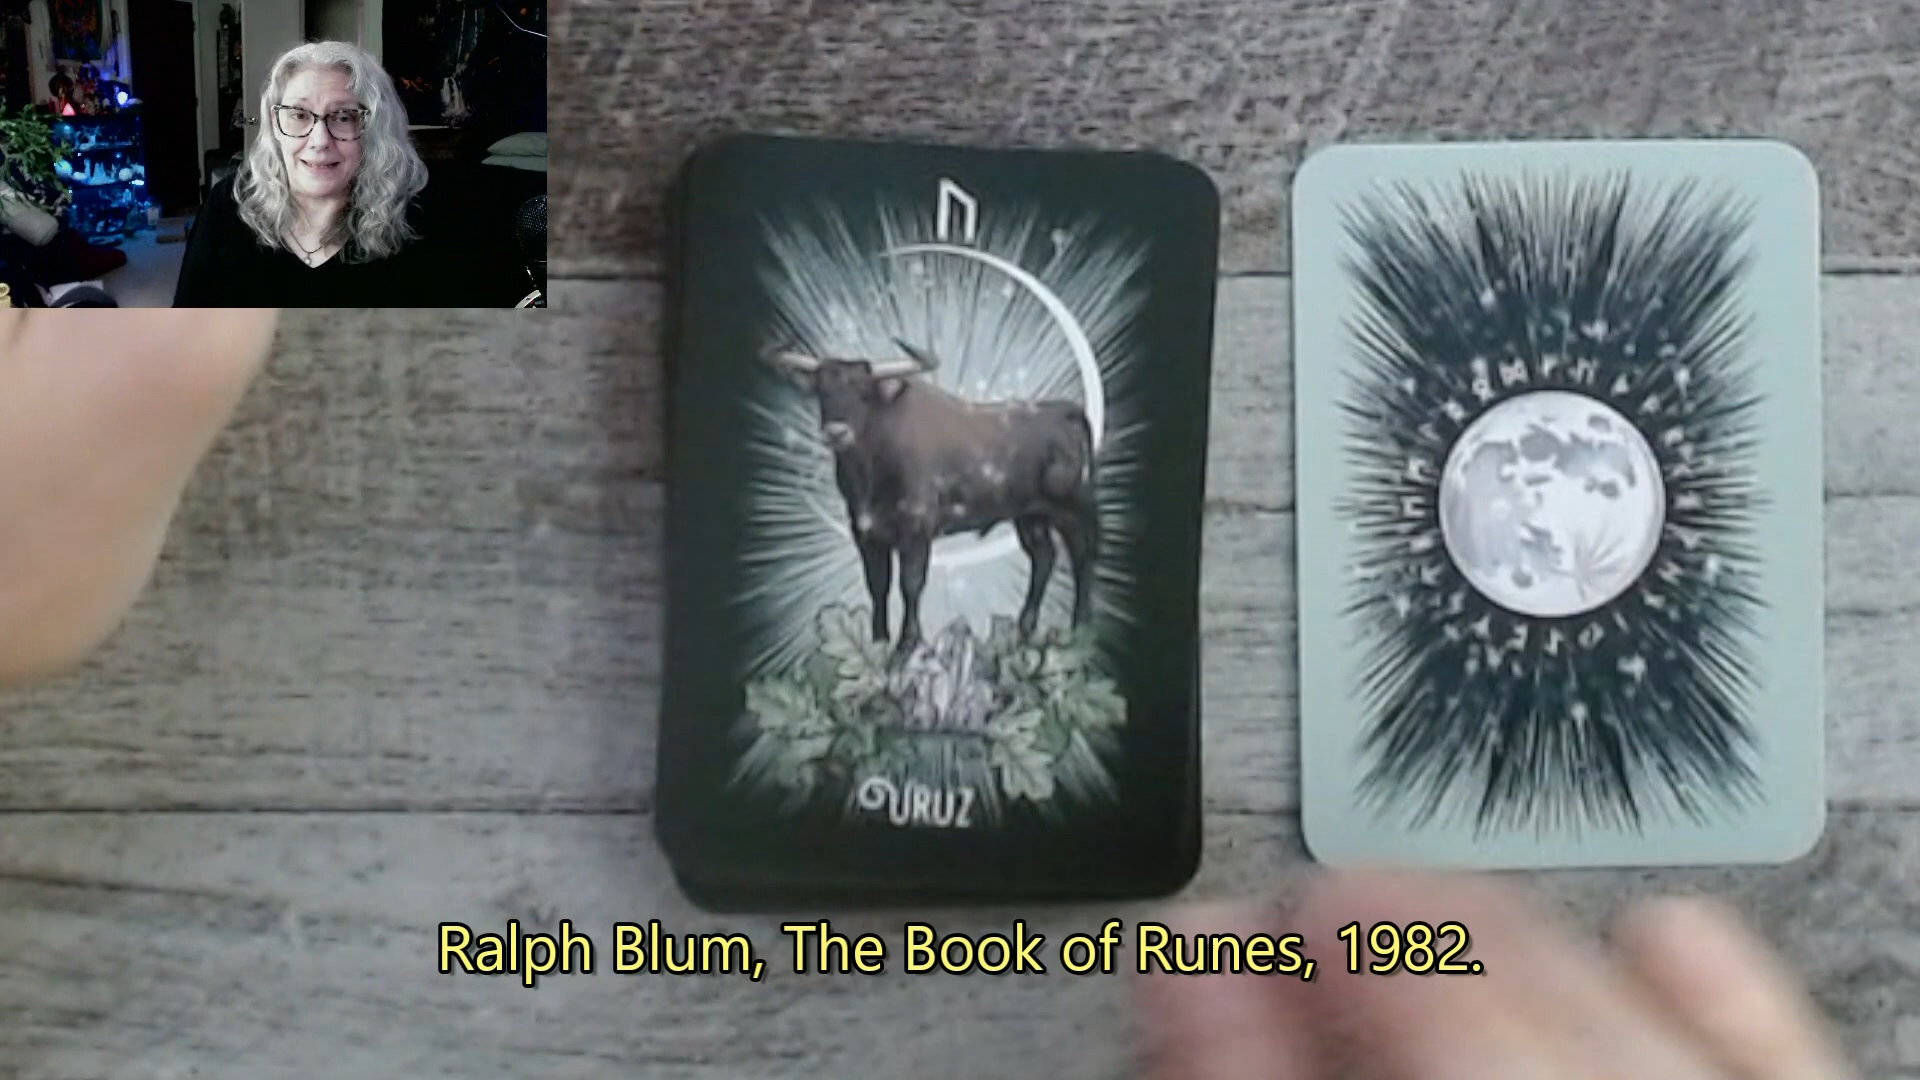 ᚢ
URUZ
Ralph Blum, The Book of Runes, 1982.